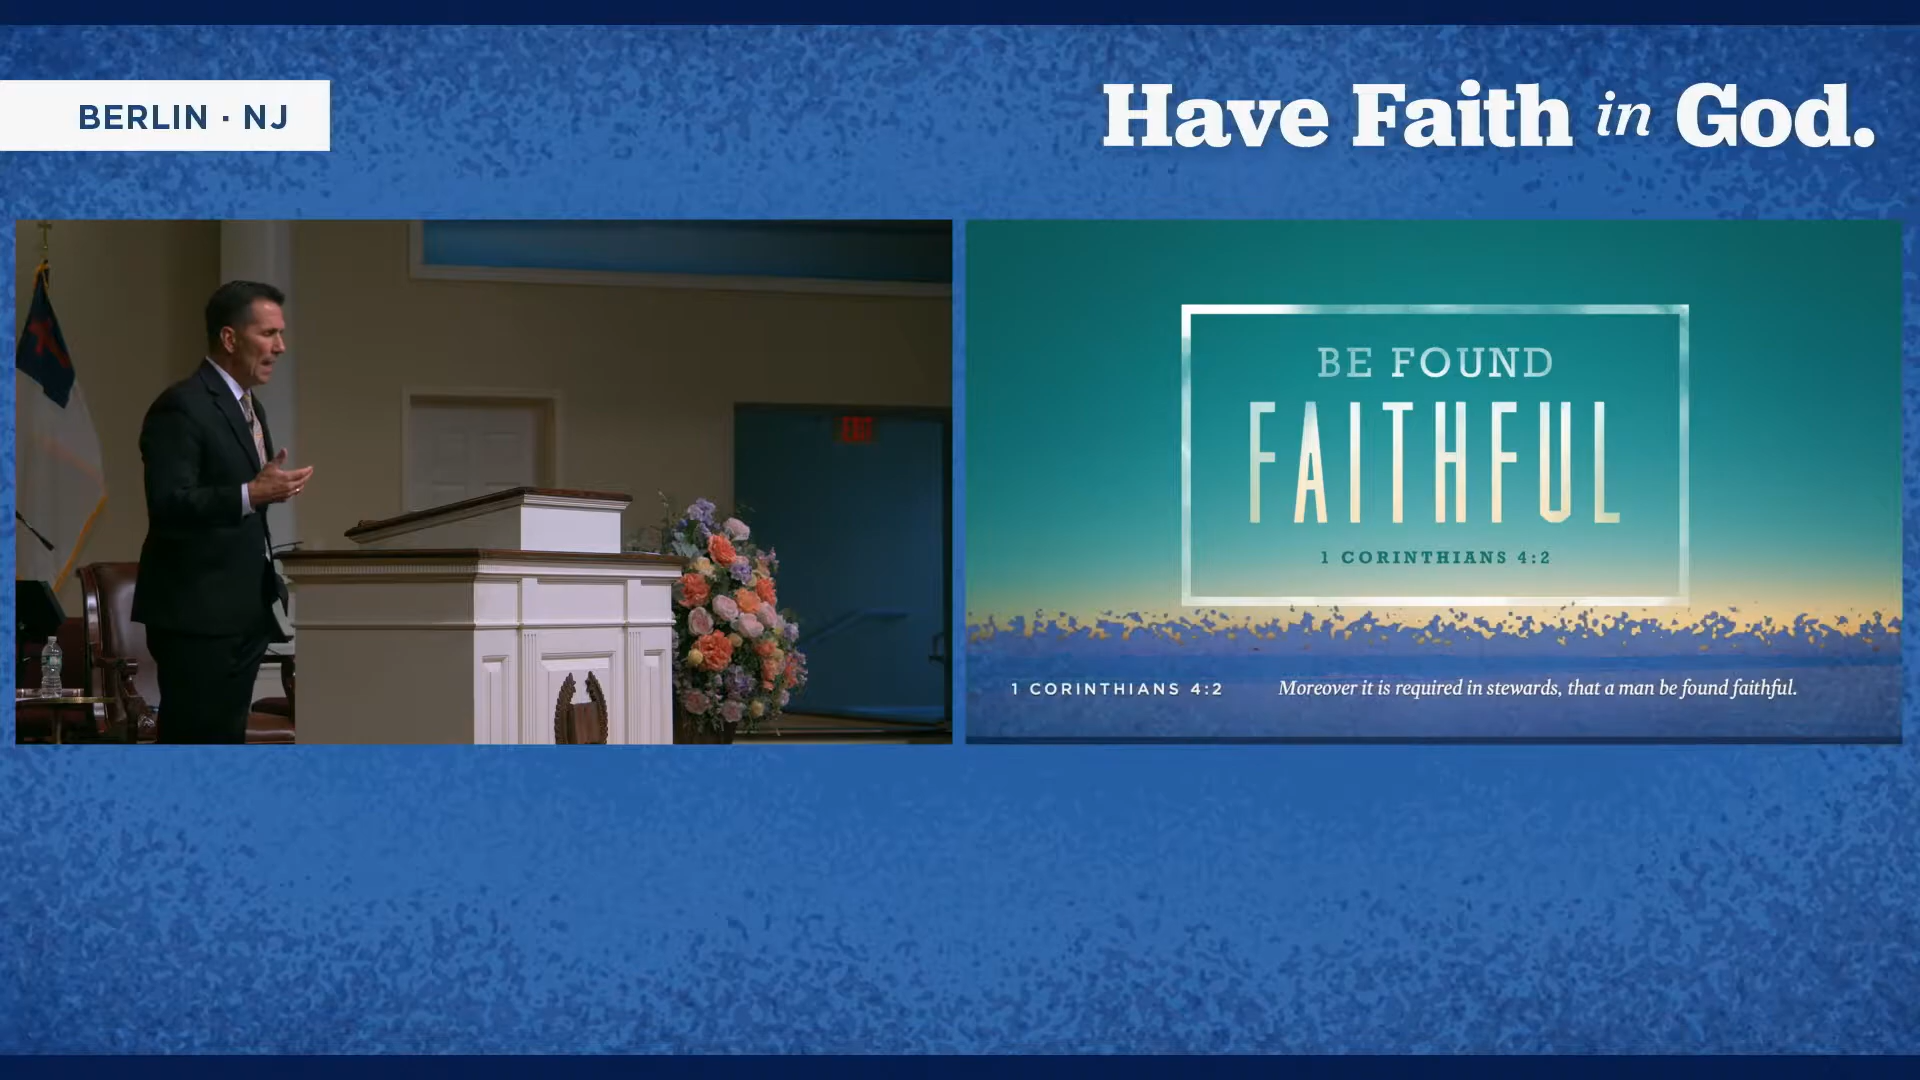 BERLIN · NJ
Have Faith in God.
EXIT
BE FOUND
FAITHFUL
1 CORINTHIANS 4:2
1 CORINTHIANS 4:2 Moreover it is required in stewards, that a man be found faithful.